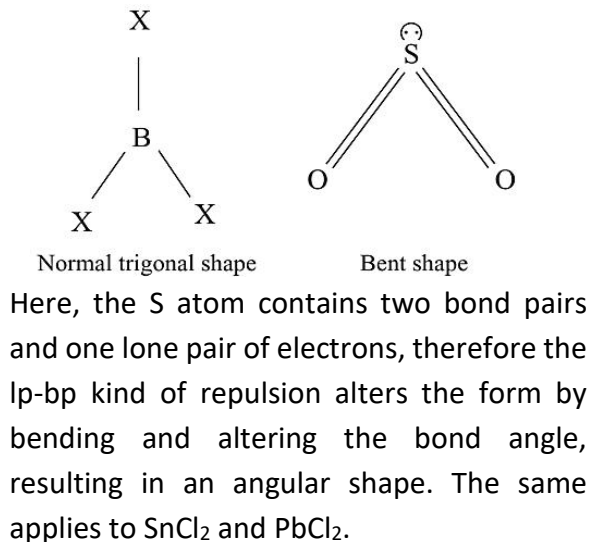 X
S
B
O O
X X
Normal trigonal shape Bent shape
Here, the S atom contains two bond pairs
and one lone pair of electrons, therefore the
lp-bp kind of repulsion alters the form by
bending and altering the bond angle,
resulting in an angular shape. The same
applies to SnCl₂ and PbCl₂.